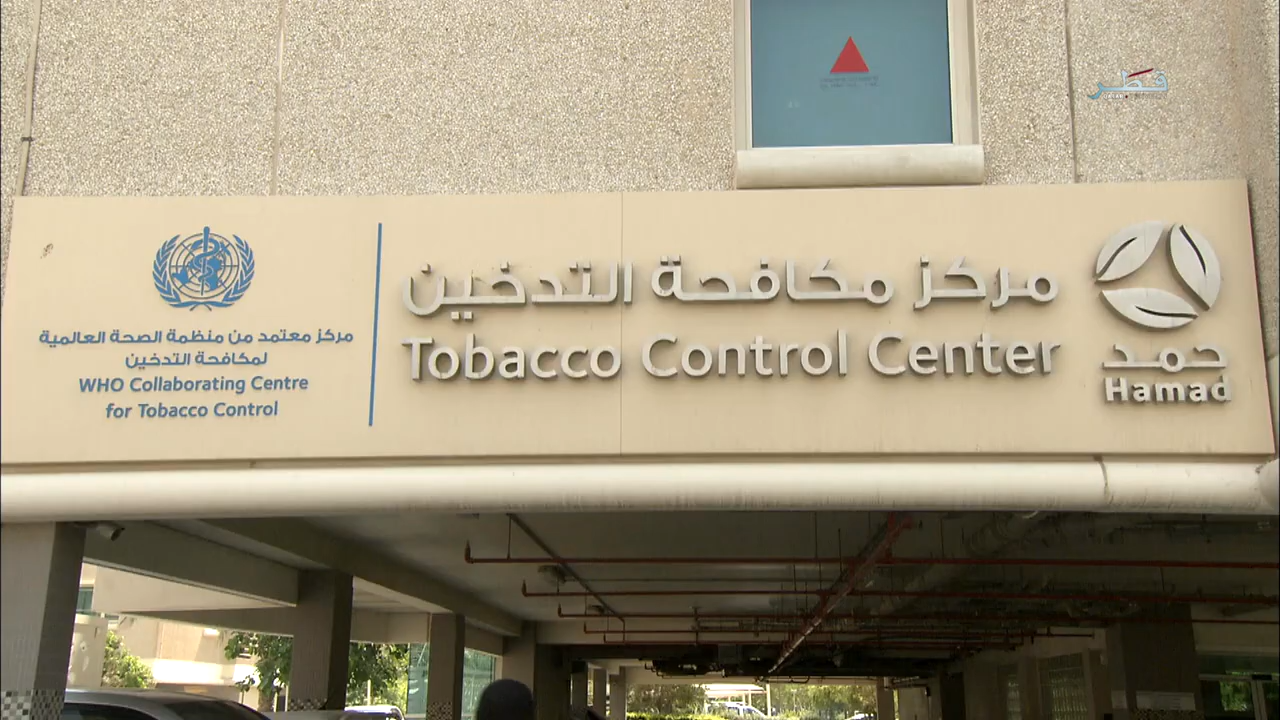 قطر
مركز معتمد من منظمة الصحة العالمية
لمكافحة التدخين
WHO Collaborating Centre
for Tobacco Control
مركز مكافحة التدخين
Tobacco Control Center
حمد
Hamad